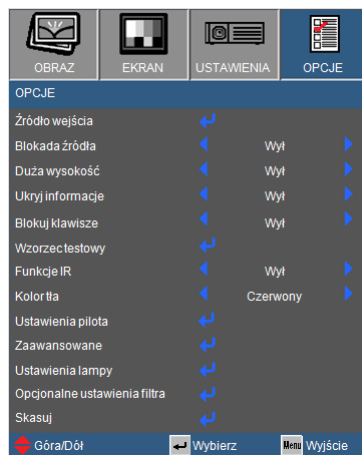 OBRAZ EKRAN USTAWIENIA OPCJE
OPCJE
Źródło wejścia
Blokada źródła Wył
Duża wysokość Wył
Ukryj informacje Wył
Blokuj klawisze Wył
Wzorzec testowy
Funkcje IR Wył
Kolor tła Czerwony
Ustawienia pilota
Zaawansowane
Ustawienia lampy
Opcjonalne ustawienia filtra
Skasuj
Góra/Dół Wybierz Menu Wyjście